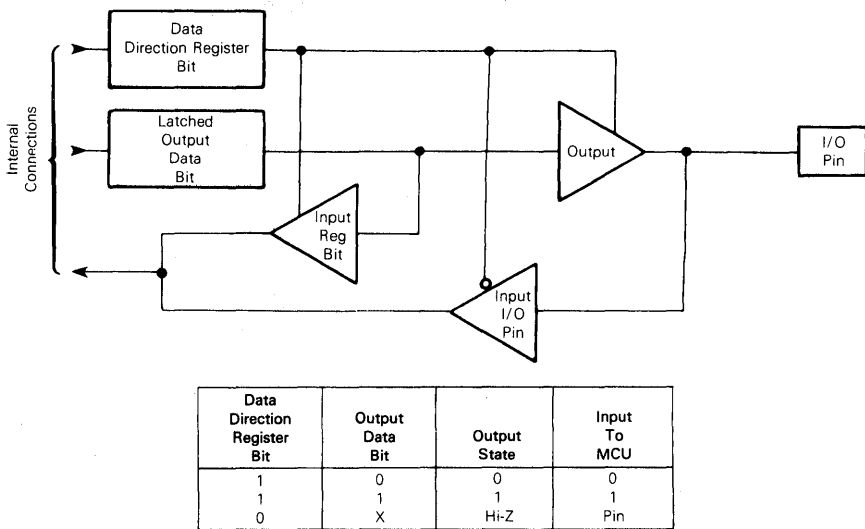 Data
Direction Register
Bit
Internal
Connections
Latched
Output
Data
Bit
Output
I/O
Pin
Input
Reg
Bit
Input
I/O
Pin
Data
Direction
Register
Bit
Output
Data
Bit
Output
State
Input
To
MCU
1 0 0 0
1 1 1 1
0 X Hi-Z Pin